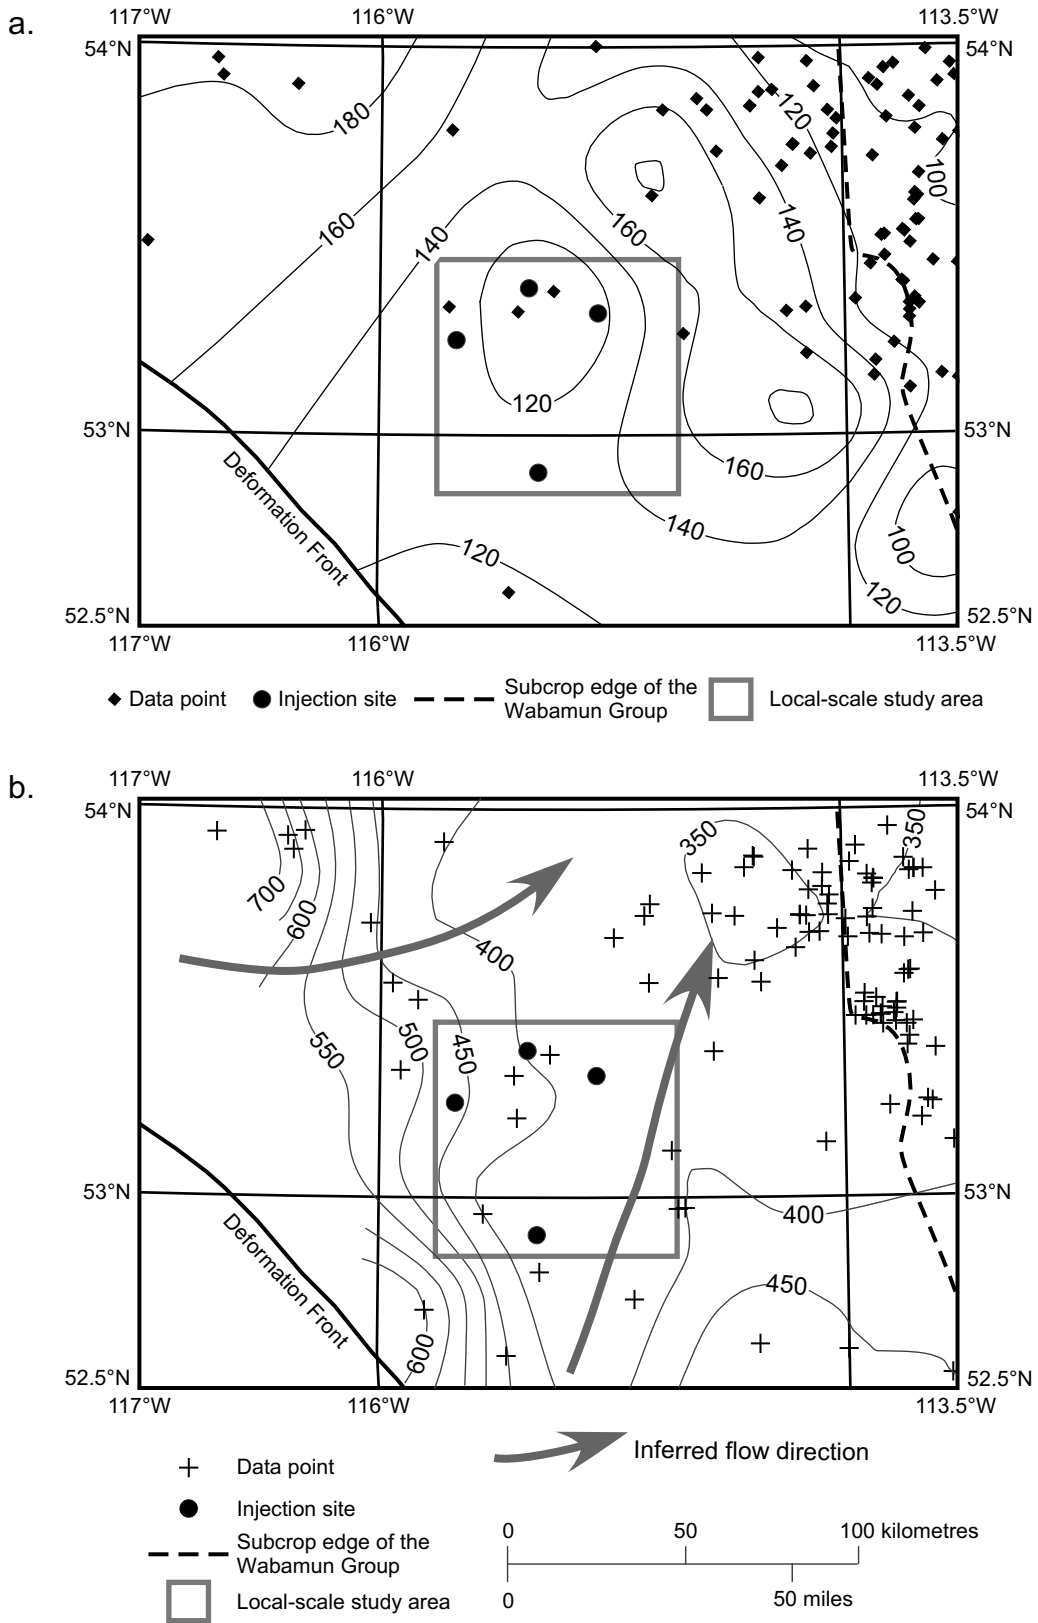 a.
117°W
116°W
113.5°W
54°N
54°N
180
120
100
160
140
160
140
120
53°N
53°N
160
140
120
100
120
Deformation Front
52.5°N
52.5°N
117°W
116°W
113.5°W
Data point
Injection site
Subcrop edge of the
Wabamun Group
Local-scale study area
b.
117°W
116°W
113.5°W
54°N
54°N
350
350
700
600
400
550
500
450
53°N
53°N
400
450
600
Deformation Front
52.5°N
52.5°N
117°W
116°W
113.5°W
Inferred flow direction
Data point
Injection site
Subcrop edge of the
Wabamun Group
Local-scale study area
0
50
100 kilometres
0
50 miles